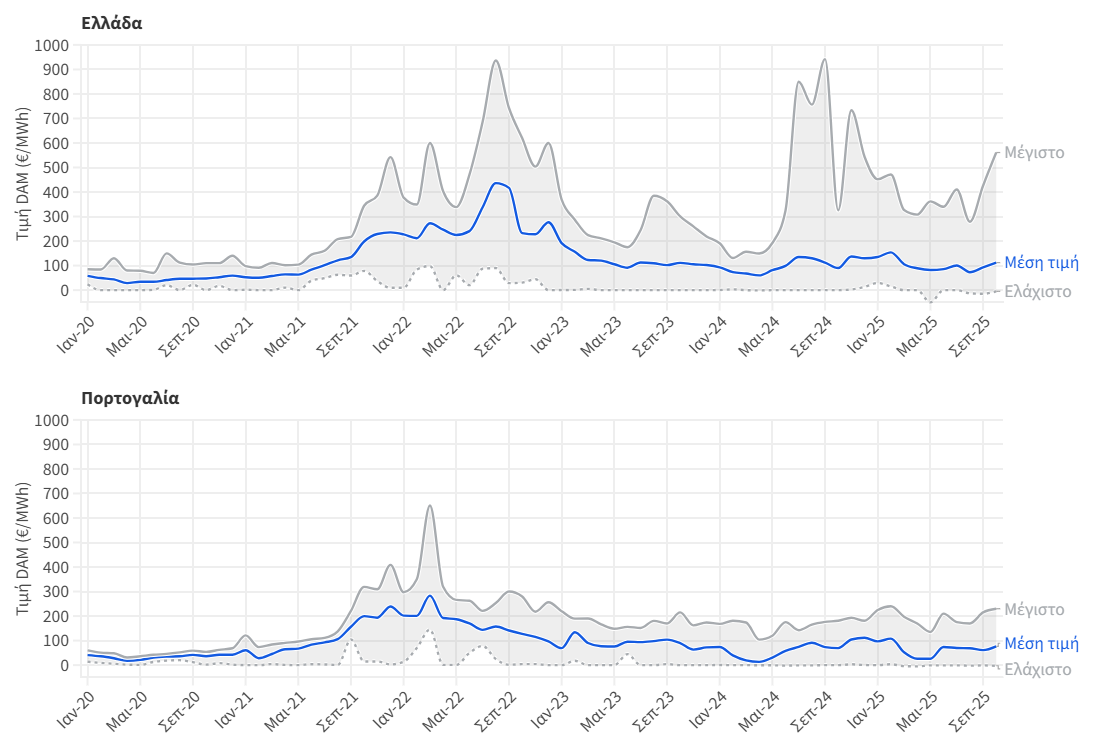 Ελλάδα
Τιμή DAM (€/MWh)
1000
900
800
700
600
500
400
300
200
100
0
Μέγιστο
Μέση τιμή
Ελάχιστο
Ιαν-20
Μαι-20
Σεπ-20
Ιαν-21
Μαι-21
Σεπ-21
Ιαν-22
Μαι-22
Σεπ-22
Ιαν-23
Μαι-23
Σεπ-23
Ιαν-24
Μαι-24
Σεπ-24
Ιαν-25
Μαι-25
Σεπ-25
Πορτογαλία
Τιμή DAM (€/MWh)
1000
900
800
700
600
500
400
300
200
100
0
Μέγιστο
Μέση τιμή
Ελάχιστο
Ιαν-20
Μαι-20
Σεπ-20
Ιαν-21
Μαι-21
Σεπ-21
Ιαν-22
Μαι-22
Σεπ-22
Ιαν-23
Μαι-23
Σεπ-23
Ιαν-24
Μαι-24
Σεπ-24
Ιαν-25
Μαι-25
Σεπ-25